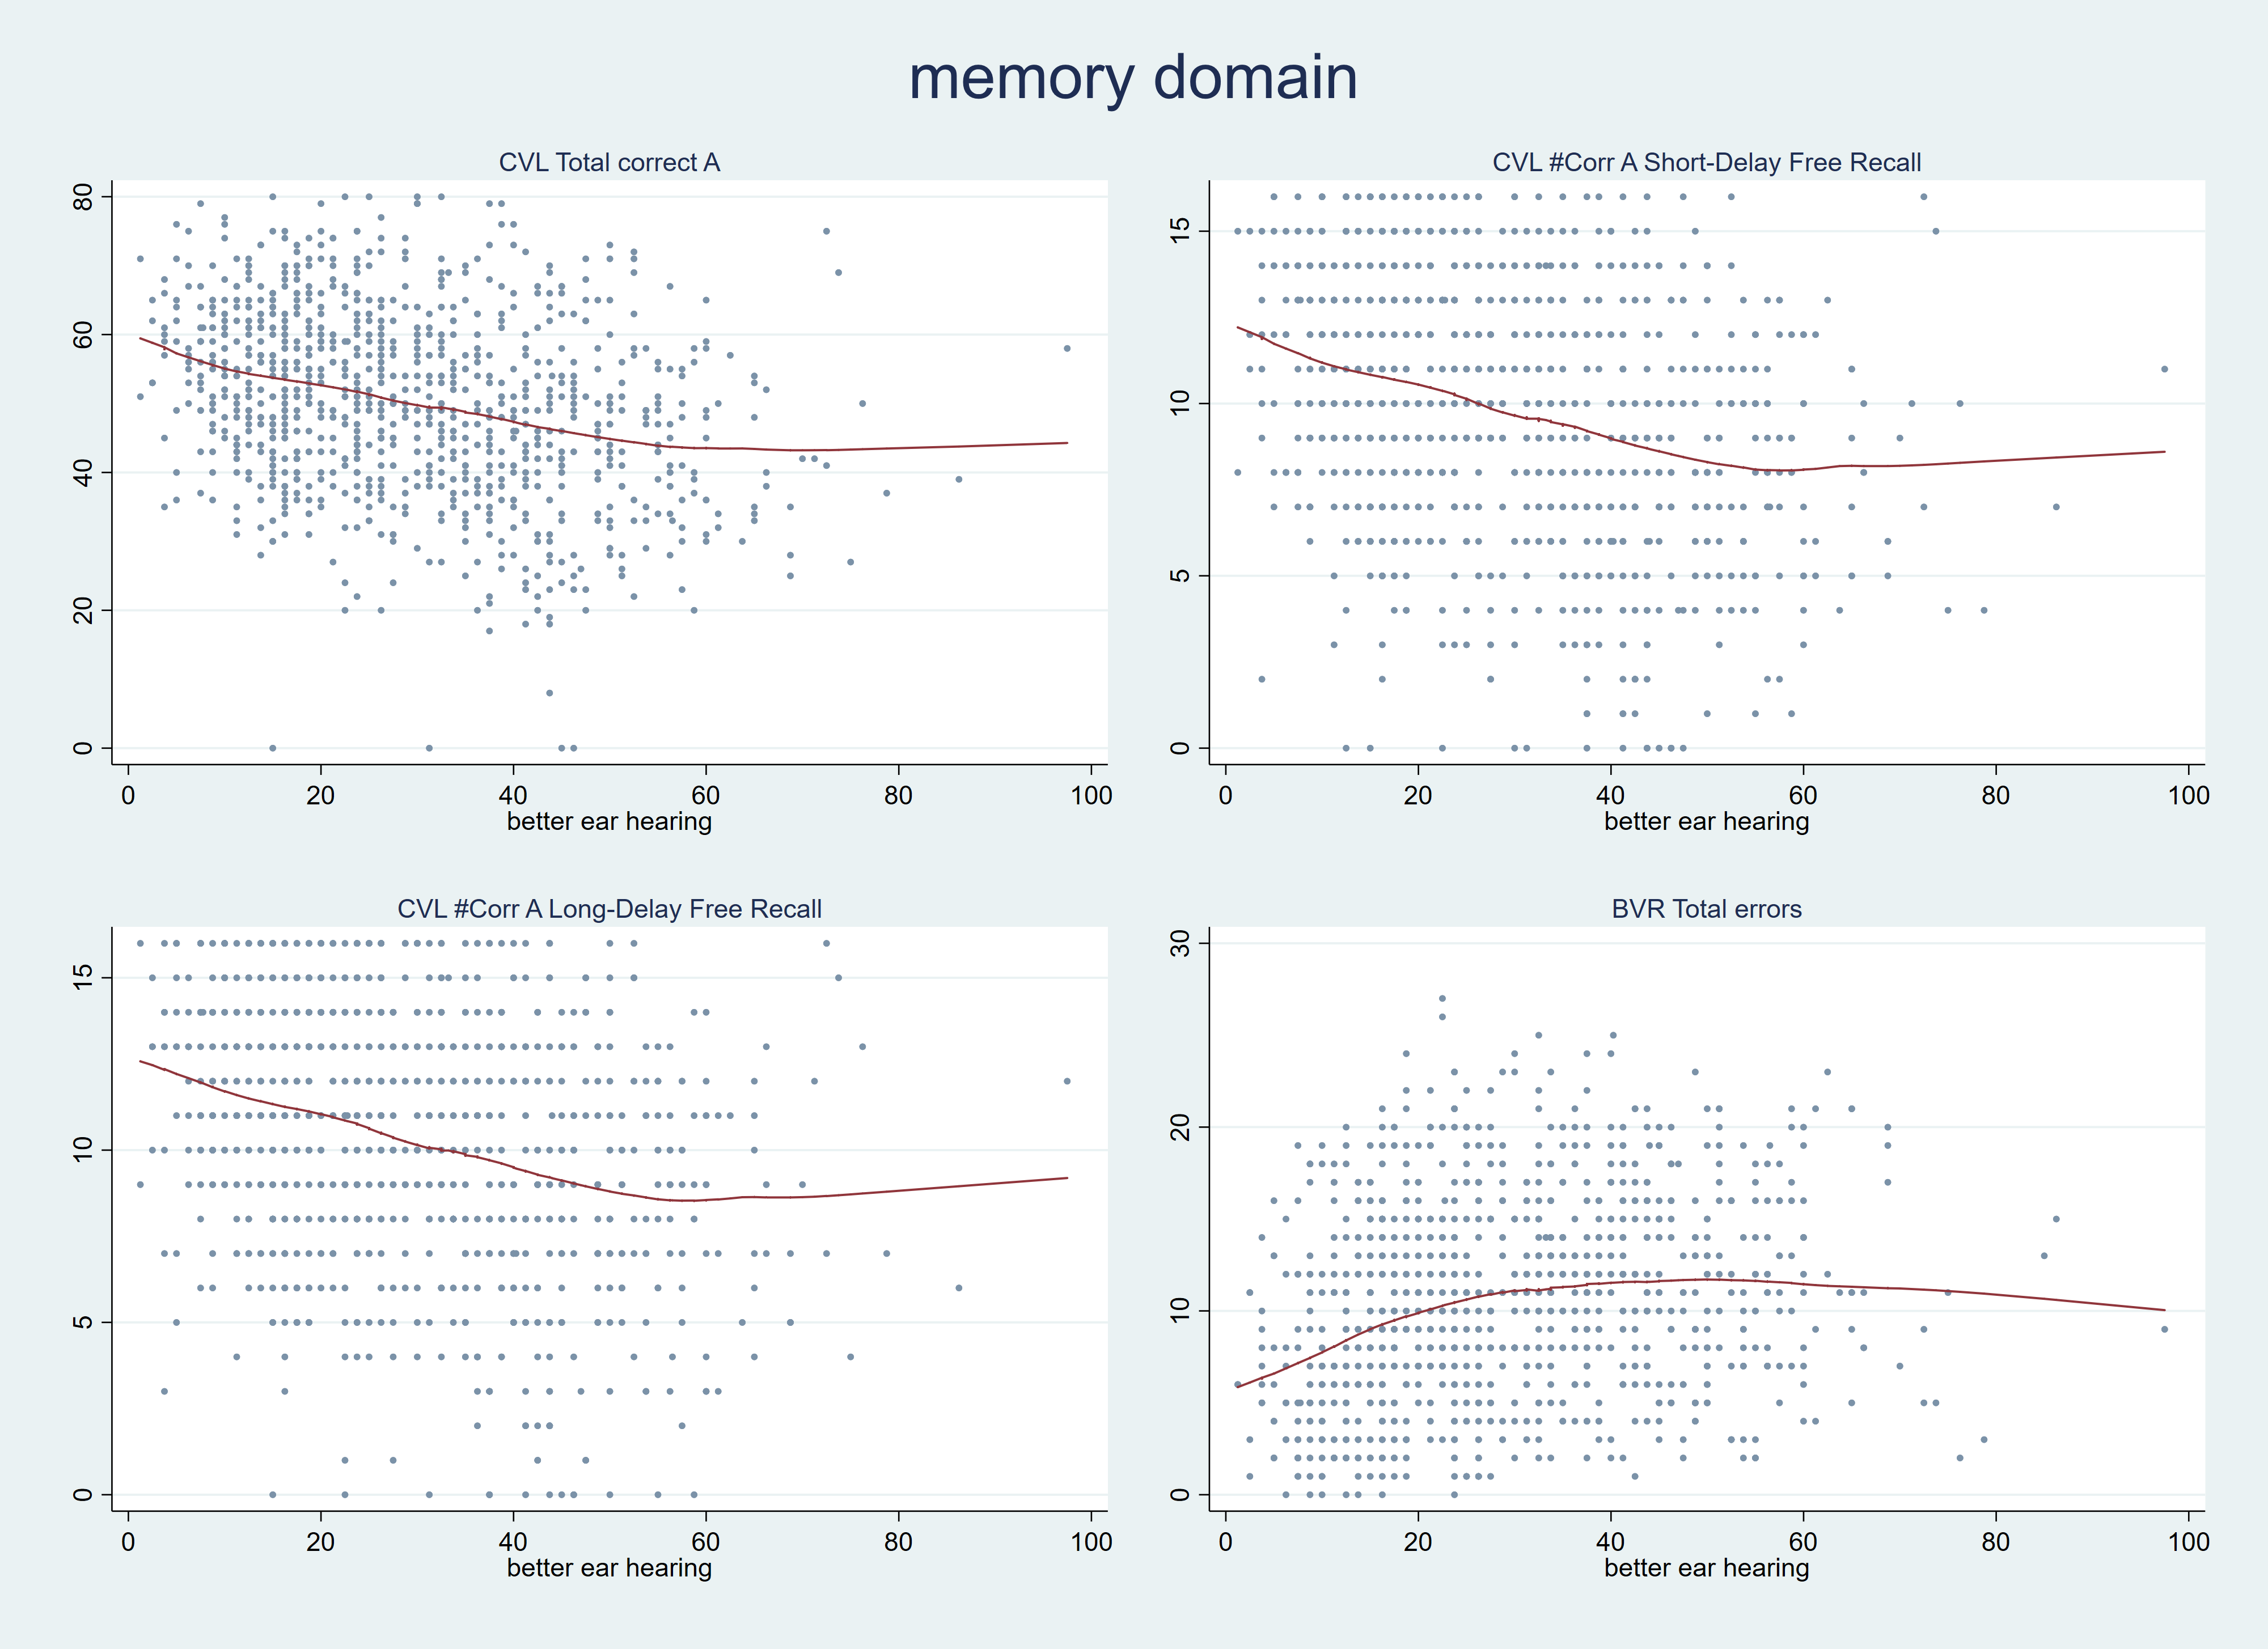 memory domain
CVL Total correct A
80
60
40
20
0
0 20 40 60 80 100
better ear hearing
CVL #Corr A Short-Delay Free Recall
15
10
5
0
0 20 40 60 80 100
better ear hearing
CVL #Corr A Long-Delay Free Recall
15
10
5
0
0 20 40 60 80 100
better ear hearing
BVR Total errors
30
20
10
0
0 20 40 60 80 100
better ear hearing